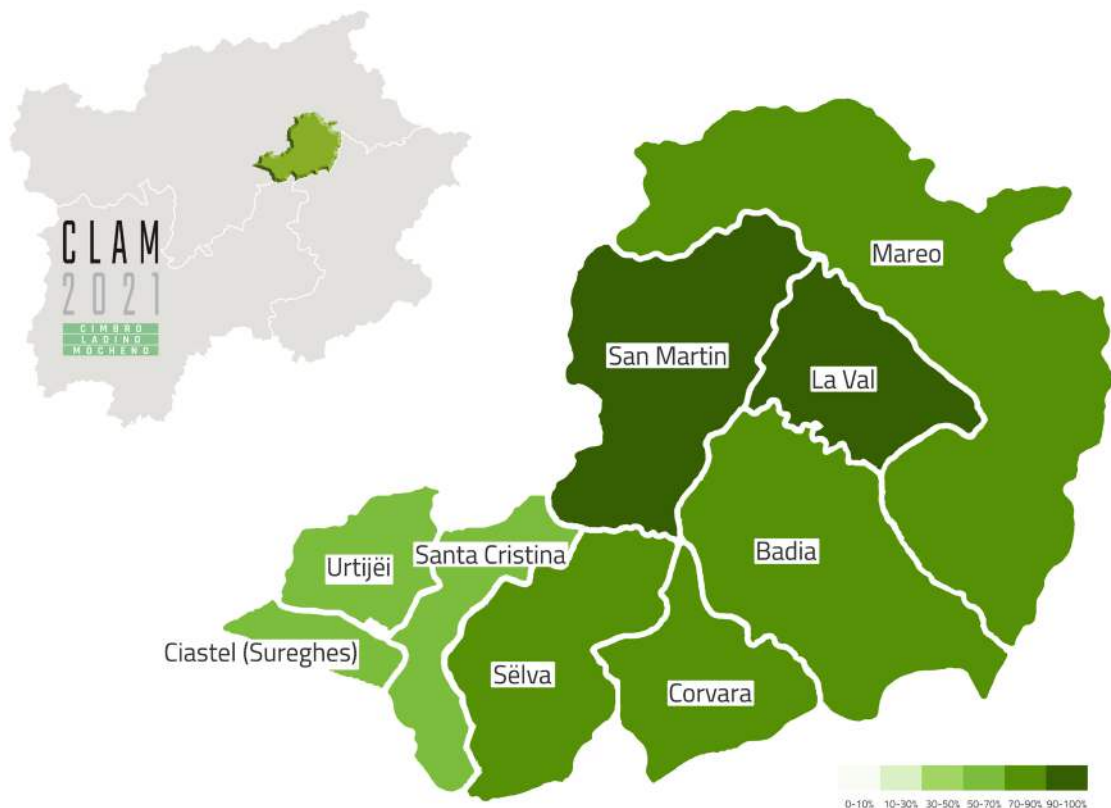 CLAM
2021
CIMBRO
LADINO
MÒCHENO
Mareo
San Martin
La Val
Badia
Urtijëi
Santa Cristina
Ciastel (Sureghes)
Sëlva
Corvara
0-10% 10-30% 30-50% 50-70% 70-90% 90-100%